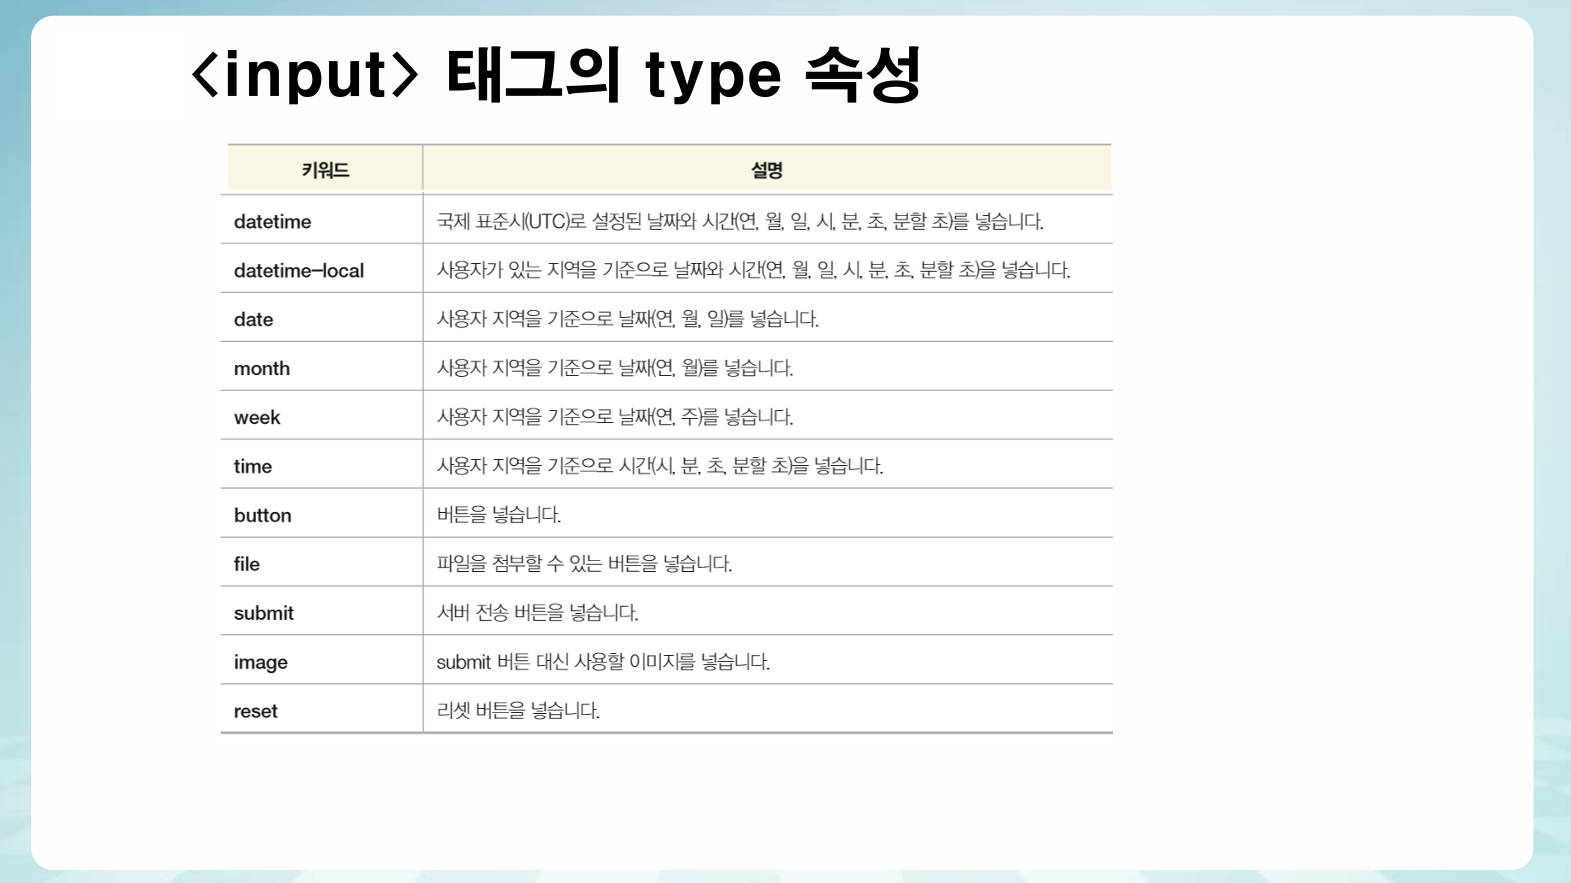 <input> 태그의 type 속성
키워드 설명
datetime 국제 표준시(UTC)로 설정된 날짜와 시간(연, 월, 일, 시, 분, 초, 분할 초)를 넣습니다.
datetime-local 사용자가 있는 지역을 기준으로 날짜와 시간(연, 월, 일, 시, 분, 초, 분할 초)을 넣습니다.
date 사용자 지역을 기준으로 날짜(연, 월, 일)를 넣습니다.
month 사용자 지역을 기준으로 날짜(연, 월)를 넣습니다.
week 사용자 지역을 기준으로 날짜(연, 주)를 넣습니다.
time 사용자 지역을 기준으로 시간(시, 분, 초, 분할 초)을 넣습니다.
button 버튼을 넣습니다.
file 파일을 첨부할 수 있는 버튼을 넣습니다.
submit 서버 전송 버튼을 넣습니다.
image submit 버튼 대신 사용할 이미지를 넣습니다.
reset 리셋 버튼을 넣습니다.